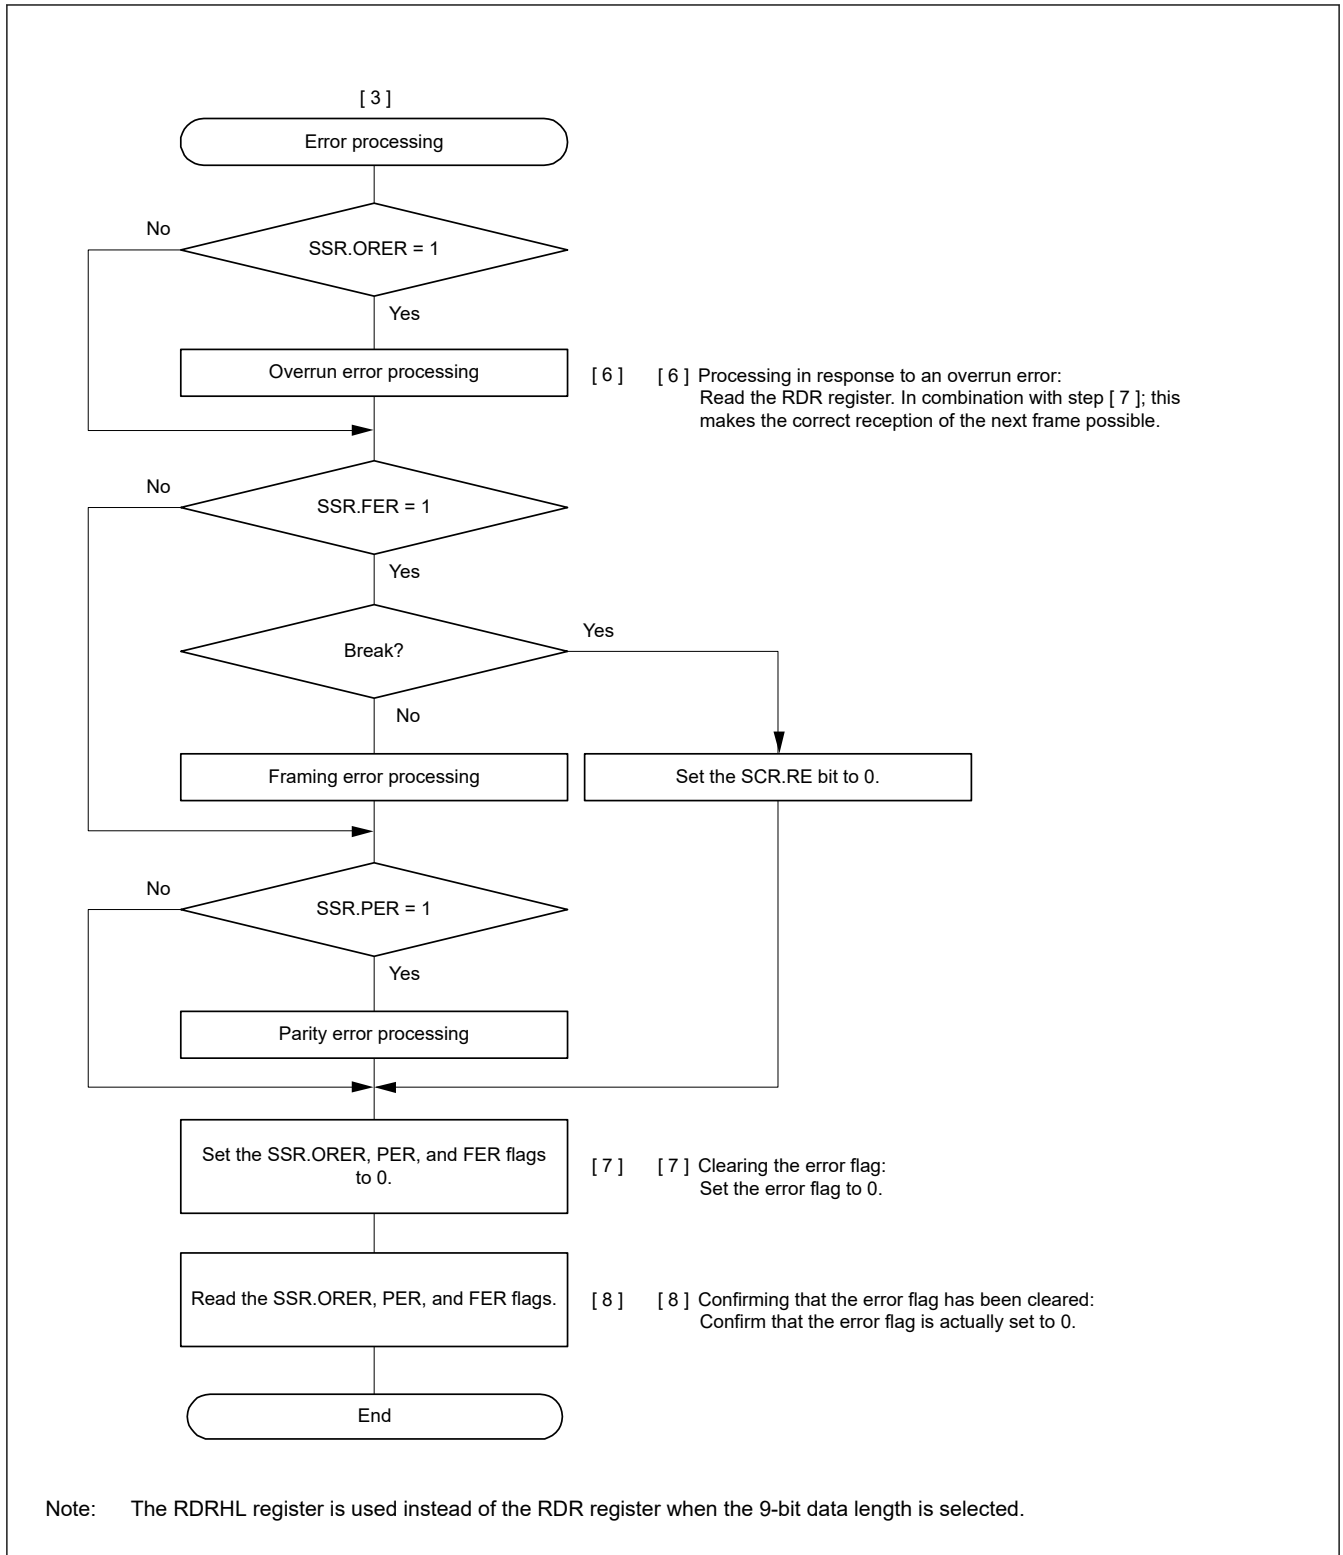 [ 3 ]
Error processing
No
SSR.ORER = 1
Yes
Overrun error processing
[ 6 ]
[ 6 ] Processing in response to an overrun error:
Read the RDR register. In combination with step [ 7 ]; this
makes the correct reception of the next frame possible.
No
SSR.FER = 1
Yes
Break?
Yes
No
Framing error processing
Set the SCR.RE bit to 0.
No
SSR.PER = 1
Yes
Parity error processing
Set the SSR.ORER, PER, and FER flags
to 0.
[ 7 ]
[ 7 ] Clearing the error flag:
Set the error flag to 0.
Read the SSR.ORER, PER, and FER flags.
[ 8 ]
[ 8 ] Confirming that the error flag has been cleared:
Confirm that the error flag is actually set to 0.
End
Note: The RDRHL register is used instead of the RDR register when the 9-bit data length is selected.